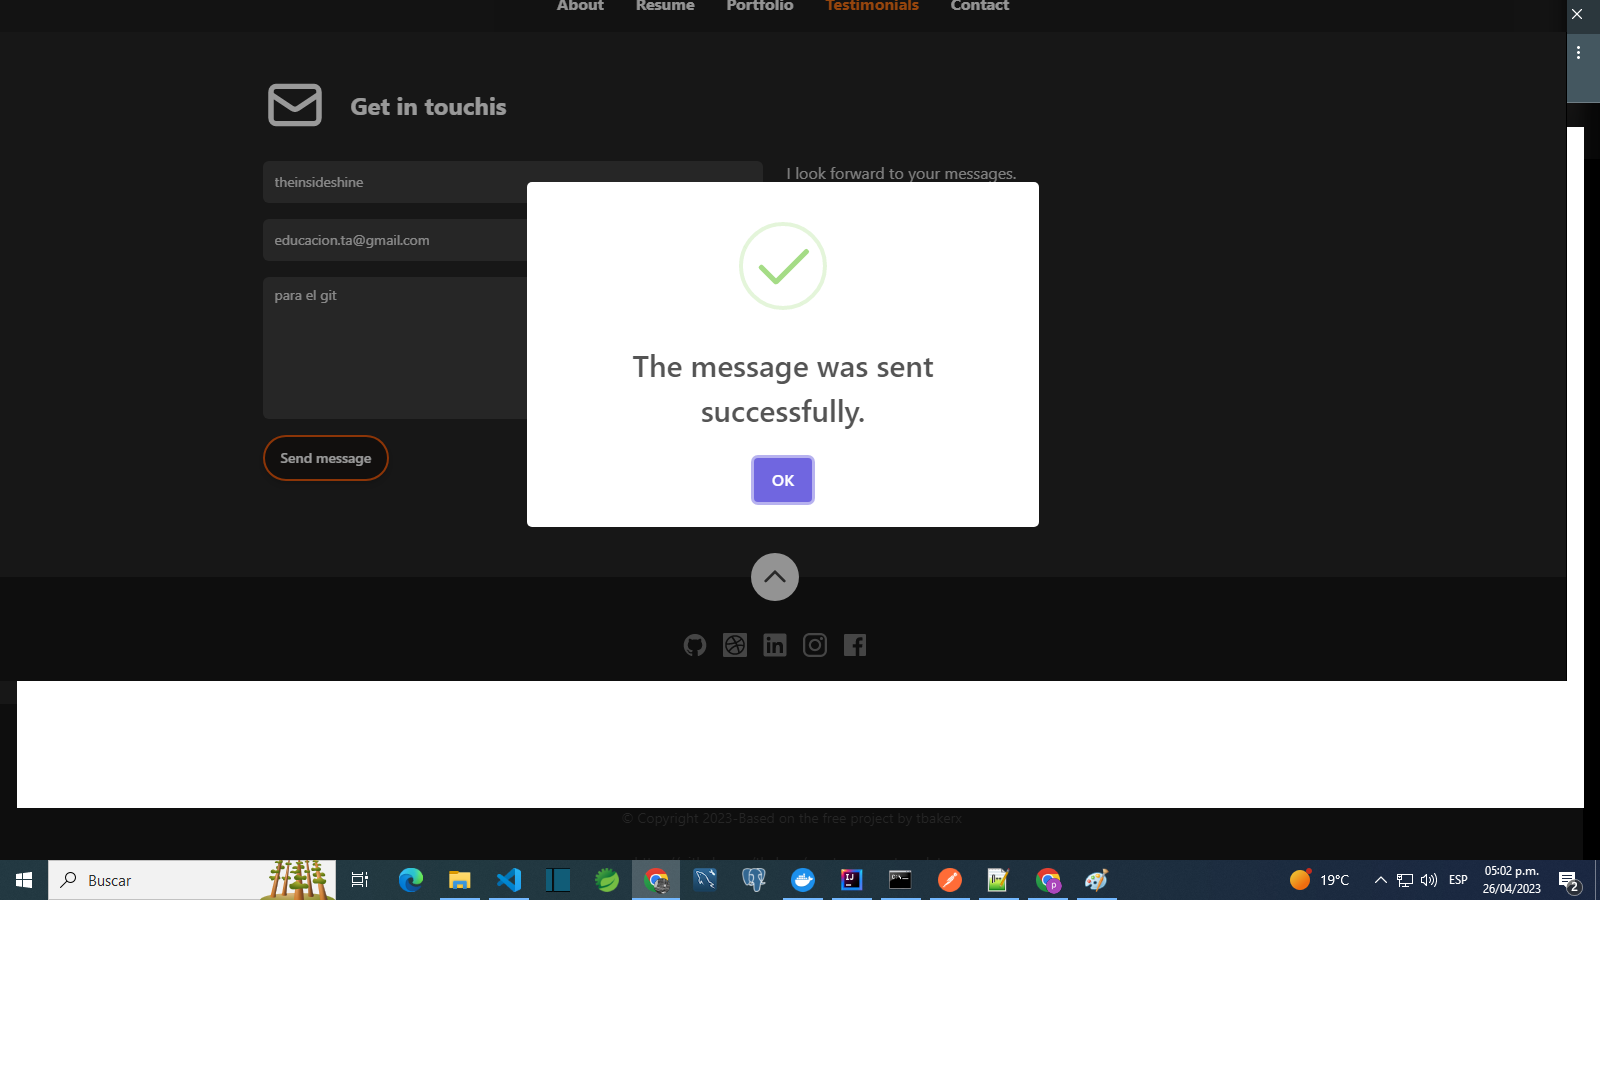 About Resume Portfolio Testimonials Contact
Get in touchis
theinsideshine
I look forward to your messages.
educacion.ta@gmail.com
para el git
The message was sent
successfully.
OK
Send message
© Copyright 2023-Based on the free project by tbakerx
Buscar
19°C
ESP
05:02 p.m.
26/04/2023
2